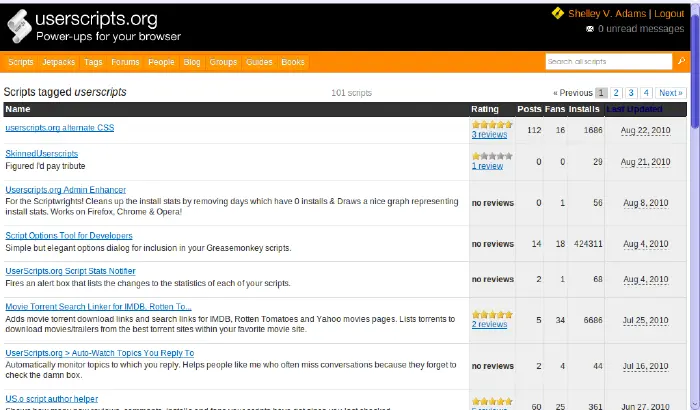 userscripts.org
Power-ups for your browser
Shelley V. Adams | Logout
0 unread messages
Scripts Jetpacks Tags Forums People Blog Groups Guides Books
Search all scripts
Scripts tagged userscripts 101 scripts « Previous 1 2 3 4 Next »
Name Rating Posts Fans Installs Last Updated
userscripts.org alternate CSS
3 reviews 112 16 1686 Aug 22, 2010
SkinnedUserscripts
Figured I'd pay tribute
1 review 0 0 29 Aug 21, 2010
Userscripts.org Admin Enhancer
For the Scriptwrights! Cleans up the install stats by removing days which have 0 installs & Draws a nice graph representing
install stats. Works on Firefox, Chrome & Opera!
no reviews 0 1 56 Aug 8, 2010
Script Options Tool for Developers
Simple but elegant options dialog for inclusion in your Greasemonkey scripts.
no reviews 14 18 424311 Aug 4, 2010
UserScripts.org Script Stats Notifier
Fires an alert box that lists the changes to the statistics of each of your scripts.
no reviews 2 1 68 Aug 4, 2010
Movie Torrent Search Linker for IMDB, Rotten To...
Adds movie torrent download links and search links for IMDB, Rotten Tomatoes and Yahoo movies pages. Lists torrents to
download movies/trailers from the best torrent sites within your favorite movie site.
2 reviews 5 34 6686 Jul 25, 2010
UserScripts.org > Auto-Watch Topics You Reply To
Automatically monitor topics to which you reply. Helps people like me who often miss conversations because they forget to
check the damn box.
no reviews 2 4 44 Jul 16, 2010
US.o script.author.helper
60 25 361 Jun 27, 2010